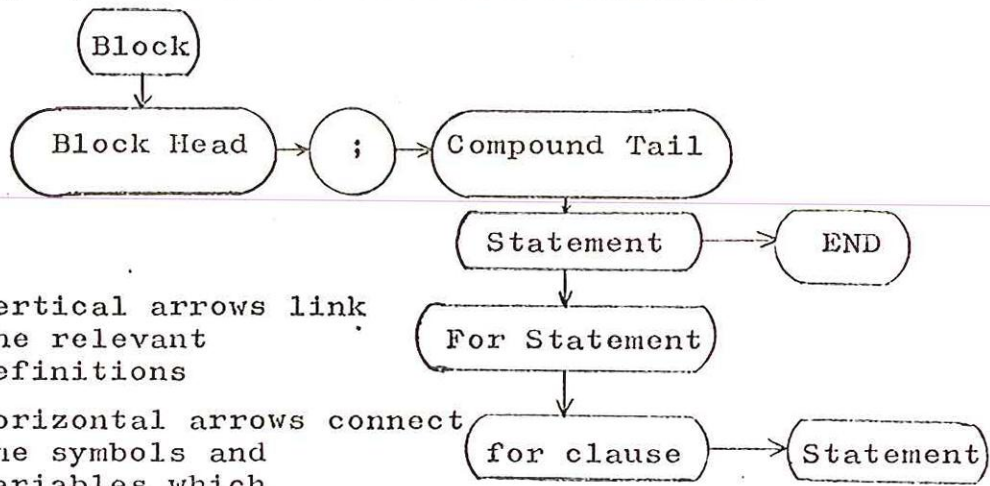 Block
Block Head ; Compound Tail
Statement END
ertical arrows link
he relevant
efinitions
For Statement
orizontal arrows connect
he symbols and
ariables which
for clause Statement